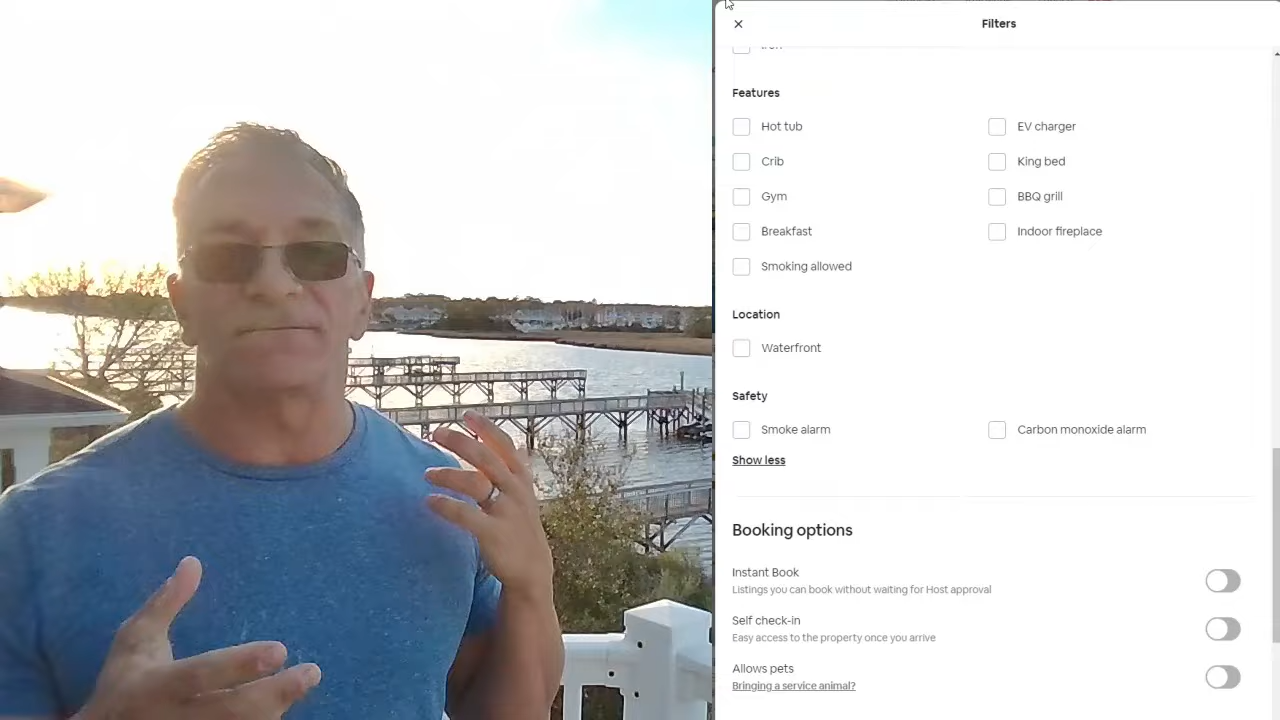 Filters
Features
Hot tub
EV charger
Crib
King bed
Gym
BBQ grill
Breakfast
Indoor fireplace
Smoking allowed
Location
Waterfront
Safety
Smoke alarm
Carbon monoxide alarm
Show less
Booking options
Instant Book
Listings you can book without waiting for Host approval
Self check-in
Easy access to the property once you arrive
Allows pets
Bringing a service animal?